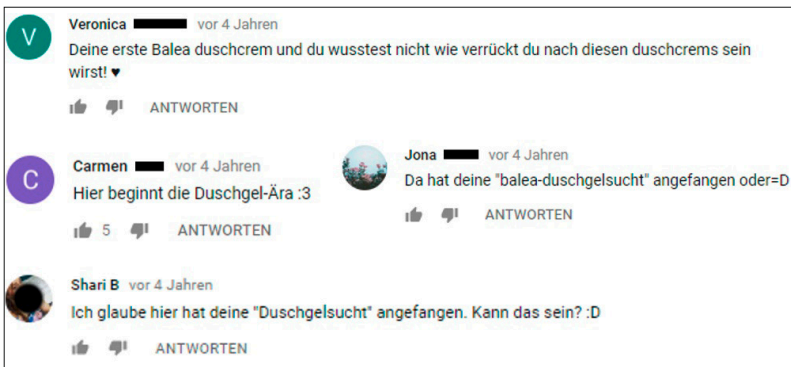 V
Veronica vor 4 Jahren
Deine erste Balea duschcrem und du wusstest nicht wie verrückt du nach diesen duschcrems sein
wirst! ♥
ANTWORTEN
C
Carmen vor 4 Jahren
Hier beginnt die Duschgel-Ära :3
5 ANTWORTEN
Jona vor 4 Jahren
Da hat deine "balea-duschgelsucht" angefangen oder=D
ANTWORTEN
Shari B vor 4 Jahren
Ich glaube hier hat deine "Duschgelsucht" angefangen. Kann das sein? :D
ANTWORTEN